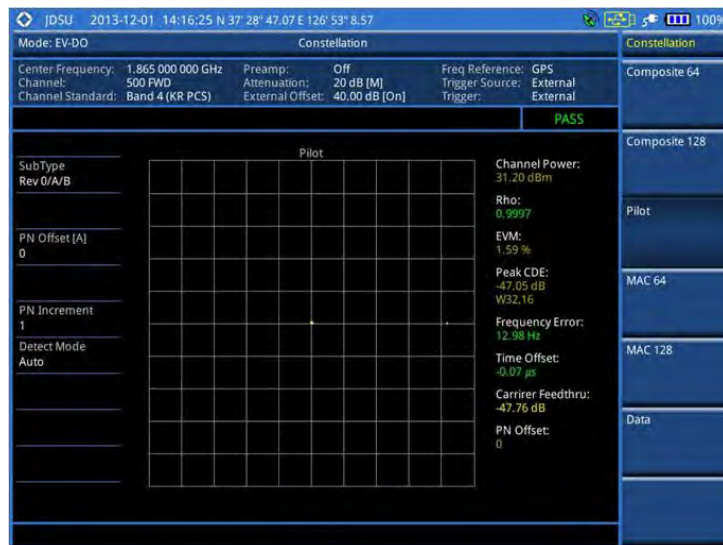 JDSU 2013-12-01 14:16:25 N 37' 28" 47.07 E 126' 53" 8.57 100%
Mode: EV-DO Constellation Constellation
Center Frequency: 1.865 000 000 GHz Preamp: Off Freq Reference: GPS
Channel: 500 FWD Attenuation: 20 dB [M] Trigger Source: External
Channel Standard: Band 4 (KR PCS) External Offset: 40.00 dB [On] Trigger: External
PASS
Pilot
SubType
Rev 0/A/B
PN Offset [A]
0
PN Increment
1
Detect Mode
Auto
Channel Power:
31.20 dBm
Rho:
0.9997
EVM:
1.59 %
Peak CDE:
-47.05 dB
W32,16
Frequency Error:
12.98 Hz
Time Offset:
-0.07 µs
Carrirer Feedthru:
-47.76 dB
PN Offset:
0
Composite 64
Composite 128
Pilot
MAC 64
MAC 128
Data